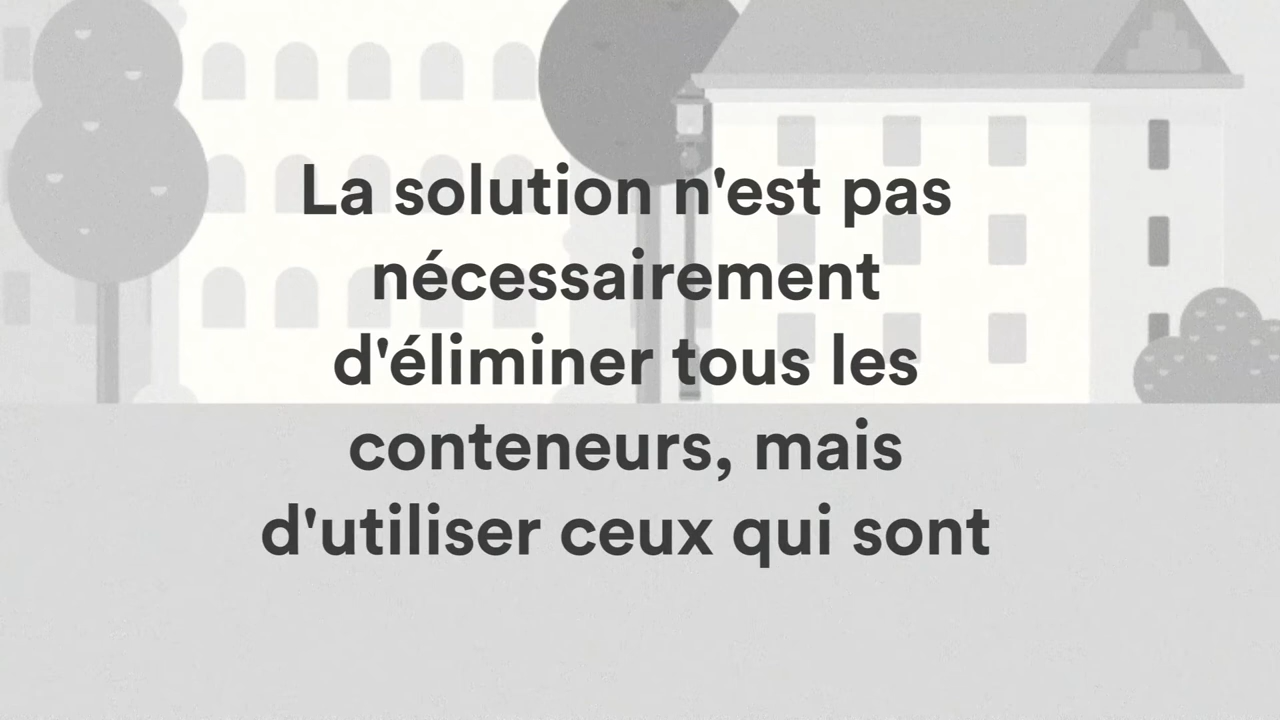 La solution n'est pas
nécessairement
d'éliminer tous les
conteneurs, mais
d'utiliser ceux qui sont